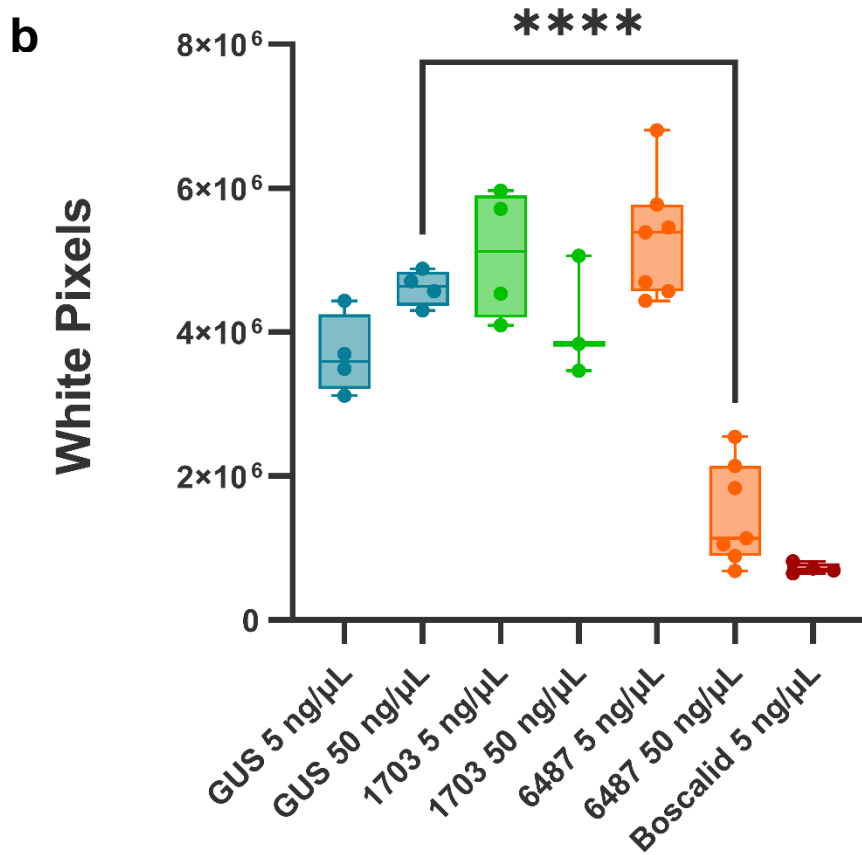 b
****
White Pixels
8×10⁶
6×10⁶
4×10⁶
2×10⁶
0
GUS 5 ng/µL
GUS 50 ng/µL
1703 5 ng/µL
1703 50 ng/µL
6487 5 ng/µL
6487 50 ng/µL
Boscalid 5 ng/µL